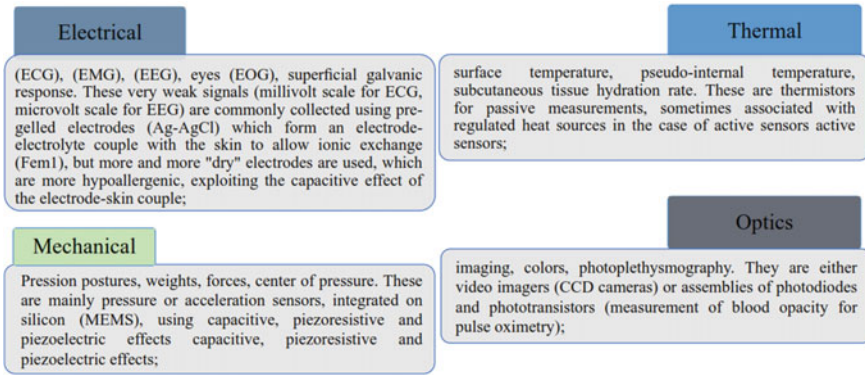 Electrical
(ECG), (EMG), (EEG), eyes (EOG), superficial galvanic
response. These very weak signals (millivolt scale for ECG,
microvolt scale for EEG) are commonly collected using pre-
gelled electrodes (Ag-AgCl) which form an electrode-
electrolyte couple with the skin to allow ionic exchange
(Fem1), but more and more "dry" electrodes are used, which
are more hypoallergenic, exploiting the capacitive effect of
the electrode-skin couple;
Thermal
surface temperature, pseudo-internal temperature,
subcutaneous tissue hydration rate. These are thermistors
for passive measurements, sometimes associated with
regulated heat sources in the case of active sensors active
sensors;
Mechanical
Pression postures, weights, forces, center of pressure. These
are mainly pressure or acceleration sensors, integrated on
silicon (MEMS), using capacitive, piezoresistive and
piezoelectric effects capacitive, piezoresistive and
piezoelectric effects;
Optics
imaging, colors, photoplethysmography. They are either
video imagers (CCD cameras) or assemblies of photodiodes
and phototransistors (measurement of blood opacity for
pulse oximetry);